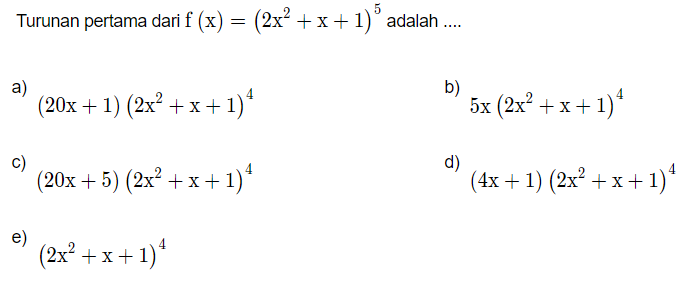 Turunan pertama dari f (x) = (2x² + x + 1)⁵ adalah ....
a) (20x + 1) (2x² + x + 1)⁴
b) 5x (2x² + x + 1)⁴
c) (20x + 5) (2x² + x + 1)⁴
d) (4x + 1) (2x² + x + 1)⁴
e) (2x² + x + 1)⁴